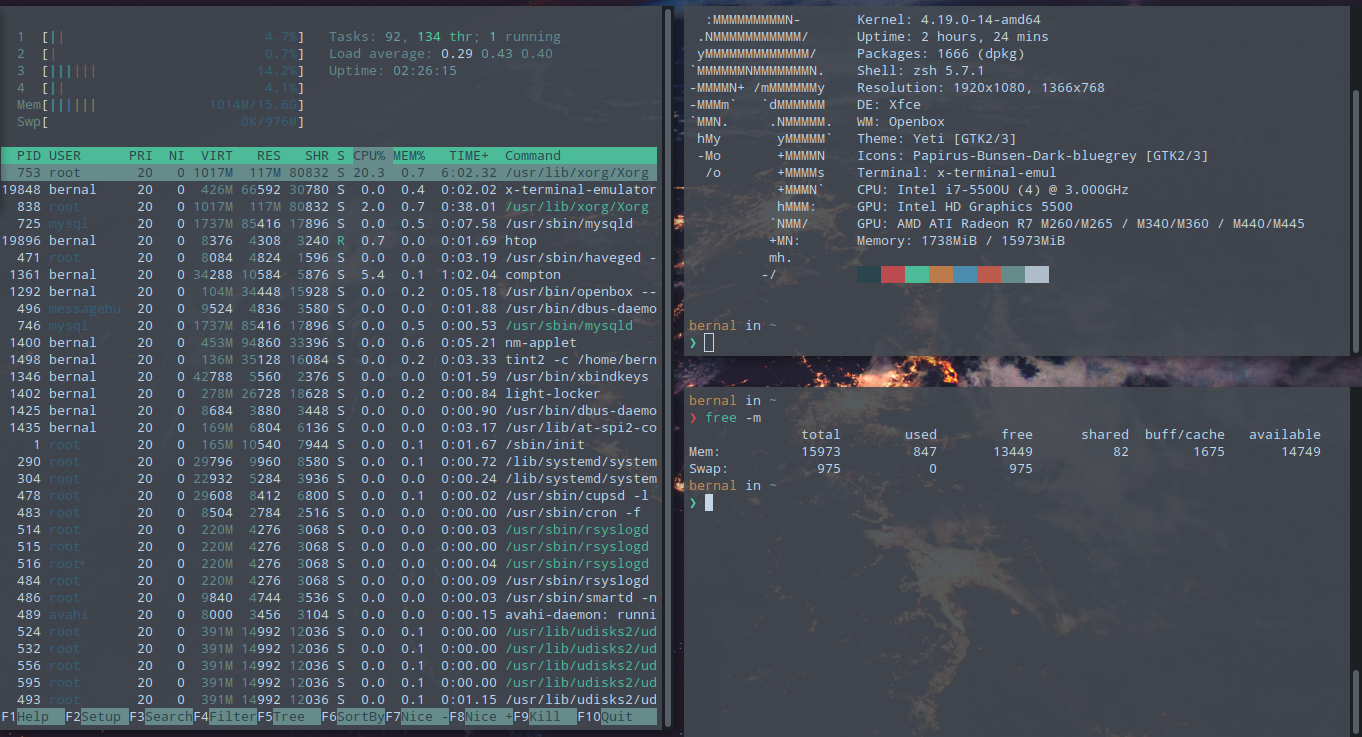 1 [|| 4.7%] Tasks: 92, 134 thr; 1 running
2 [| 0.7%] Load average: 0.29 0.43 0.40
3 [|||||| 14.2%] Uptime: 02:26:15
4 [|| 4.1%]
Mem[|||||| 1014M/15.6G]
Swp[ 0K/976M]
PID USER PRI NI VIRT RES SHR S CPU% MEM% TIME+ Command
753 root 20 0 1017M 117M 80832 S 20.3 0.7 6:02.32 /usr/lib/xorg/Xorg
19848 bernal 20 0 426M 66592 30780 S 0.0 0.4 0:02.02 x-terminal-emulator
838 root 20 0 1017M 117M 80832 S 2.0 0.7 0:38.01 /usr/lib/xorg/Xorg
725 mysql 20 0 1737M 85416 17896 S 0.0 0.5 0:07.58 /usr/sbin/mysqld
19896 bernal 20 0 8376 4308 3240 R 0.7 0.0 0:01.69 htop
471 root 20 0 8084 4824 1596 S 0.0 0.0 0:03.19 /usr/sbin/haveged -
1361 bernal 20 0 34288 10584 5876 S 5.4 0.1 1:02.04 compton
1292 bernal 20 0 104M 34448 15928 S 0.0 0.2 0:05.18 /usr/bin/openbox --
496 messagebu 20 0 9524 4836 3580 S 0.0 0.0 0:01.88 /usr/bin/dbus-daemo
746 mysql 20 0 1737M 85416 17896 S 0.0 0.5 0:00.53 /usr/sbin/mysqld
1400 bernal 20 0 453M 94860 33396 S 0.0 0.6 0:05.21 nm-applet
1498 bernal 20 0 136M 35128 16084 S 0.0 0.2 0:03.33 tint2 -c /home/bern
1346 bernal 20 0 42788 5560 2376 S 0.0 0.0 0:01.59 /usr/bin/xbindkeys
1402 bernal 20 0 278M 26728 18628 S 0.0 0.2 0:00.84 light-locker
1425 bernal 20 0 8684 3880 3448 S 0.0 0.0 0:00.90 /usr/bin/dbus-daemo
1435 bernal 20 0 169M 6804 6136 S 0.0 0.0 0:03.17 /usr/lib/at-spi2-co
1 root 20 0 165M 10540 7944 S 0.0 0.1 0:01.67 /sbin/init
290 root 20 0 29796 9960 8580 S 0.0 0.1 0:00.72 /lib/systemd/system
304 root 20 0 22932 5284 3936 S 0.0 0.0 0:00.24 /lib/systemd/system
478 root 20 0 29608 8412 6800 S 0.0 0.1 0:00.02 /usr/sbin/cupsd -l
483 root 20 0 8504 2784 2516 S 0.0 0.0 0:00.00 /usr/sbin/cron -f
514 root 20 0 220M 4276 3068 S 0.0 0.0 0:00.03 /usr/sbin/rsyslogd
515 root 20 0 220M 4276 3068 S 0.0 0.0 0:00.00 /usr/sbin/rsyslogd
516 root 20 0 220M 4276 3068 S 0.0 0.0 0:00.04 /usr/sbin/rsyslogd
484 root 20 0 220M 4276 3068 S 0.0 0.0 0:00.09 /usr/sbin/rsyslogd
486 root 20 0 9840 4744 3536 S 0.0 0.0 0:00.03 /usr/sbin/smartd -n
489 avahi 20 0 8000 3456 3104 S 0.0 0.0 0:00.15 avahi-daemon: runni
524 root 20 0 391M 14992 12036 S 0.0 0.1 0:00.00 /usr/lib/udisks2/ud
532 root 20 0 391M 14992 12036 S 0.0 0.1 0:00.00 /usr/lib/udisks2/ud
556 root 20 0 391M 14992 12036 S 0.0 0.1 0:00.00 /usr/lib/udisks2/ud
595 root 20 0 391M 14992 12036 S 0.0 0.1 0:00.00 /usr/lib/udisks2/ud
493 root 20 0 391M 14992 12036 S 0.0 0.1 0:01.15 /usr/lib/udisks2/ud
F1Help F2Setup F3SearchF4FilterF5Tree F6SortByF7Nice -F8Nice +F9Kill F10Quit
:MMMMMMMMMN- Kernel: 4.19.0-14-amd64
.NMMMMMMMMMMM/ Uptime: 2 hours, 24 mins
yMMMMMMMMMMMMM/ Packages: 1666 (dpkg)
`MMMMMMNMMMMMMMN. Shell: zsh 5.7.1
-MMMMN+ /mMMMMMMy Resolution: 1920x1080, 1366x768
-MMMm` `dMMMMMM DE: Xfce
`MMN. .NMMMMMM. WM: Openbox
hMy yMMMMM` Theme: Yeti [GTK2/3]
-Mo +MMMMN Icons: Papirus-Bunsen-Dark-bluegrey [GTK2/3]
/o +MMMMs Terminal: x-terminal-emul
+MMMN` CPU: Intel i7-5500U (4) @ 3.000GHz
hMMM: GPU: Intel HD Graphics 5500
`NMM/ GPU: AMD ATI Radeon R7 M260/M265 / M340/M360 / M440/M445
+MN: Memory: 1738MiB / 15973MiB
mh.
-/
bernal in ~
❯
bernal in ~
❯ free -m
total used free shared buff/cache available
Mem: 15973 847 13449 82 1675 14749
Swap: 975 0 975
bernal in ~
❯